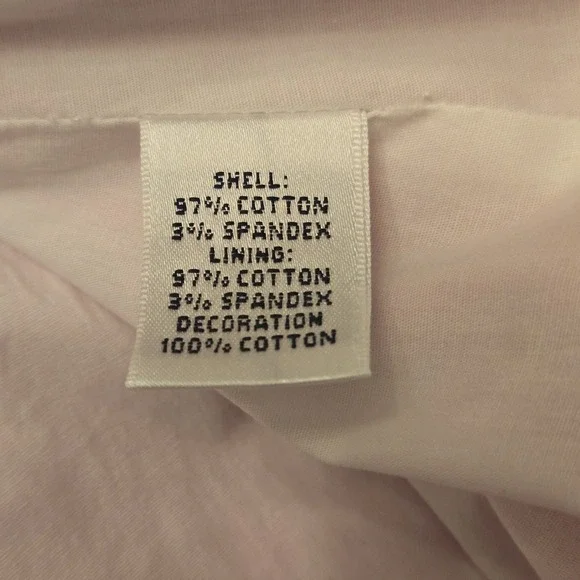 SHELL:
97% COTTON
3% SPANDEX
LINING:
97% COTTON
3% SPANDEX
DECORATION
100% COTTON